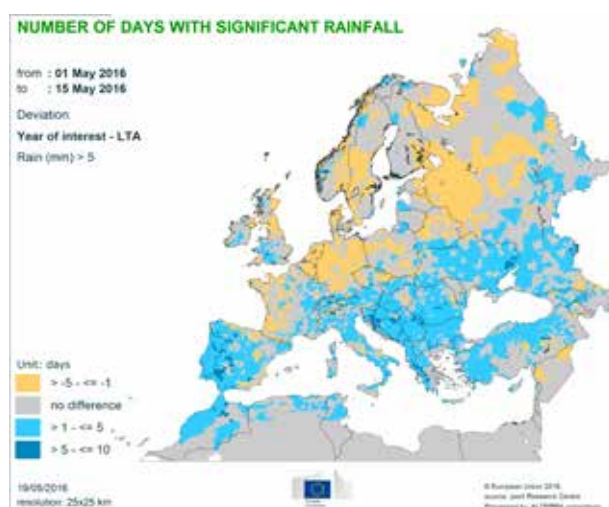 NUMBER OF DAYS WITH SIGNIFICANT RAINFALL
from : 01 May 2016
to : 15 May 2016
Deviation:
Year of interest - LTA
Rain (mm) > 5
Unit: days
> -5 - <= -1
no difference
> 1 - <= 5
> 5 - <= 10
19/05/2016
resolution: 25x25 km
© European Union 2016
source: Joint Research Centre